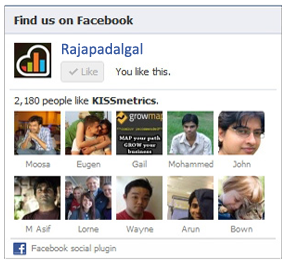 Find us on Facebook
Rajapadalgal
Like
You like this.
2,180 people like KISSmetrics.
growmap
MAP your path
GROW your
business
Moosa
Eugen
Gail
Mohammed
John
M Asif
Lorne
Wayne
Arun
Bown
f
Facebook social plugin